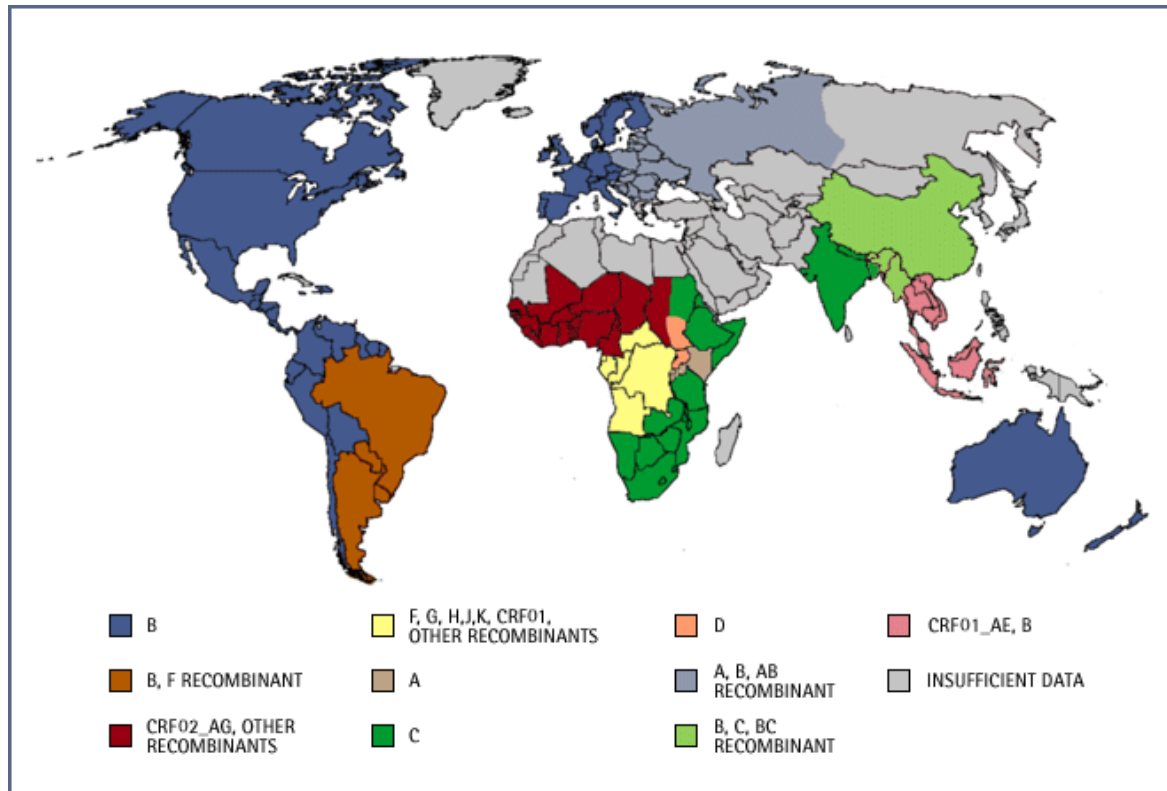 B
F, G, H,J,K, CRF01,
OTHER RECOMBINANTS
D
CRF01_AE, B
B, F RECOMBINANT
A
A, B, AB
RECOMBINANT
INSUFFICIENT DATA
CRF02_AG, OTHER
RECOMBINANTS
C
B, C, BC
RECOMBINANT